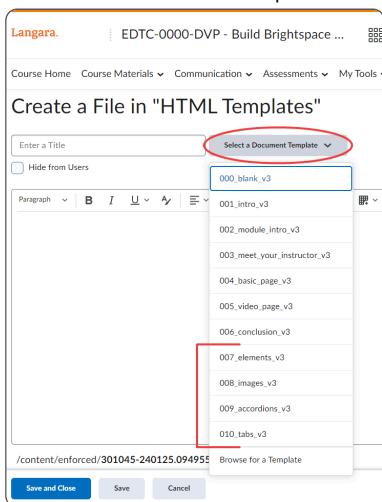 Langara.
EDTC-0000-DVP - Build Brightspace ...
Course Home Course Materials Communication Assessments My Tools
Create a File in "HTML Templates"
Enter a Title
Select a Document Template
Hide from Users
Paragraph B I U A
000_blank_v3
001_intro_v3
002_module_intro_v3
003_meet_your_instructor_v3
004_basic_page_v3
005_video_page_v3
006_conclusion_v3
007_elements_v3
008_images_v3
009_accordions_v3
010_tabs_v3
Browse for a Template
/content/enforced/301045-240125.094955
Save and Close Save Cancel